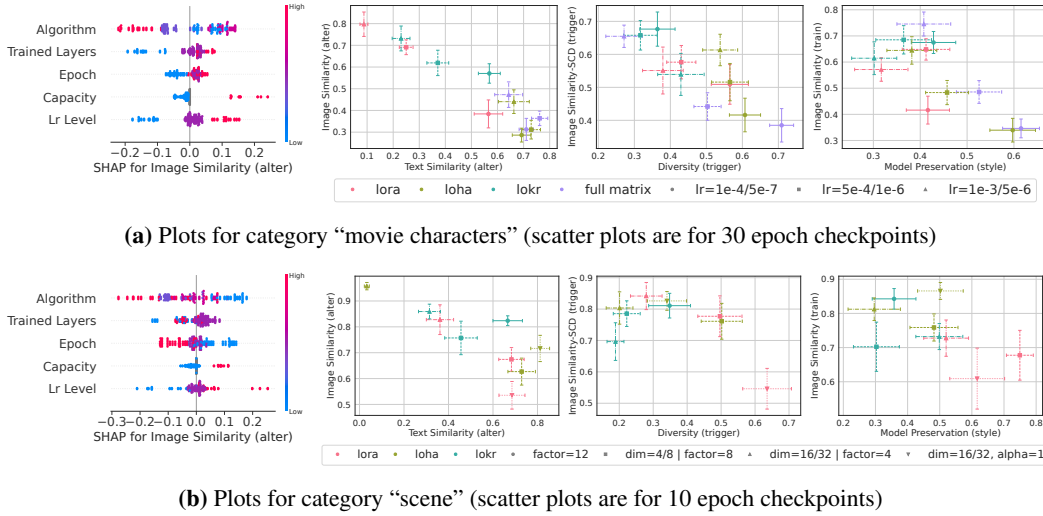 Algorithm
Trained Layers
Epoch
Capacity
Lr Level
High
Low
−0.2 −0.1 0.0 0.1 0.2
SHAP for Image Similarity (alter)
Image Similarity (alter)
0.8
0.7
0.6
0.5
0.4
0.3
0.1 0.2 0.3 0.4 0.5 0.6 0.7 0.8
Text Similarity (alter)
Image Similarity-SCD (trigger)
0.7
0.6
0.5
0.4
0.2 0.3 0.4 0.5 0.6 0.7
Diversity (trigger)
Image Similarity (train)
0.8
0.7
0.6
0.5
0.4
0.3
0.3 0.4 0.5 0.6
Model Preservation (style)
lora loha lokr full matrix lr=1e-4/5e-7 lr=5e-4/1e-6 lr=1e-3/5e-6
(a) Plots for category “movie characters” (scatter plots are for 30 epoch checkpoints)
Algorithm
Trained Layers
Epoch
Capacity
Lr Level
High
Low
−0.3 −0.2 −0.1 0.0 0.1 0.2
SHAP for Image Similarity (alter)
Image Similarity (alter)
0.9
0.8
0.7
0.6
0.5
0.0 0.2 0.4 0.6 0.8
Text Similarity (alter)
Image Similarity-SCD (trigger)
0.9
0.8
0.7
0.6
0.5
0.2 0.3 0.4 0.5 0.6 0.7
Diversity (trigger)
Image Similarity (train)
0.9
0.8
0.7
0.6
0.5
0.2 0.3 0.4 0.5 0.6 0.7 0.8
Model Preservation (style)
lora loha lokr factor=12 dim=4/8 | factor=8 dim=16/32 | factor=4 dim=16/32, alpha=1
(b) Plots for category “scene” (scatter plots are for 10 epoch checkpoints)